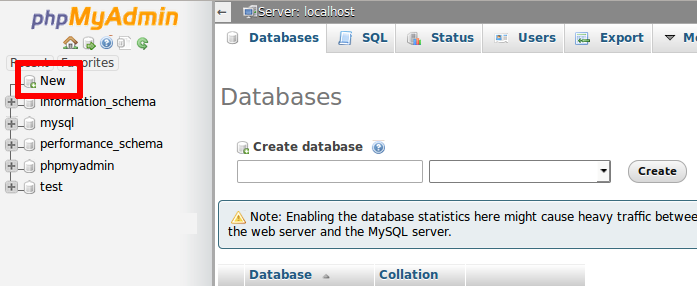 phpMyAdmin
Recent Favorites
New
information_schema
mysql
performance_schema
phpmyadmin
test
Server: localhost
Databases SQL Status Users Export
Databases
Create database
Create
Note: Enabling the database statistics here might cause heavy traffic between
the web server and the MySQL server.
Database Collation